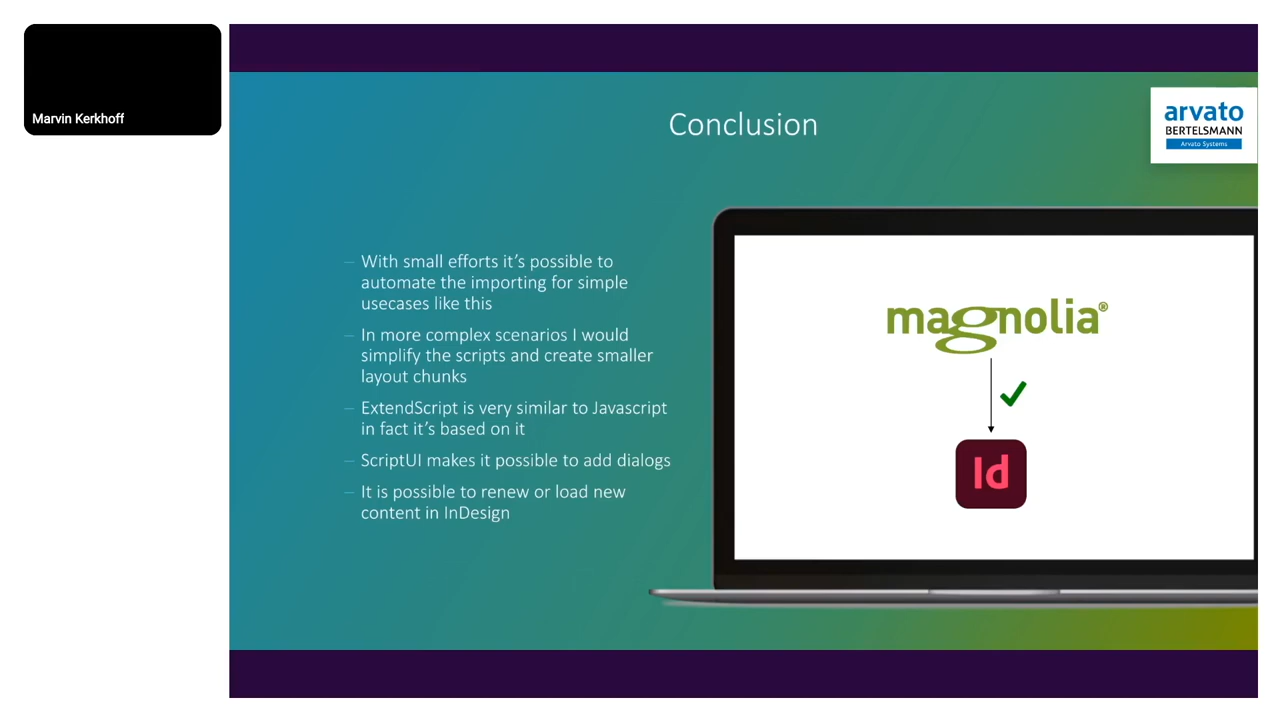 Marvin Kerkhoff
Conclusion
arvato
BERTELSMANN
Arvato Systems
– With small efforts it’s possible to
automate the importing for simple
usecases like this
– In more complex scenarios I would
simplify the scripts and create smaller
layout chunks
– ExtendScript is very similar to Javascript
in fact it’s based on it
– ScriptUI makes it possible to add dialogs
– It is possible to renew or load new
content in InDesign
magnolia®
Id